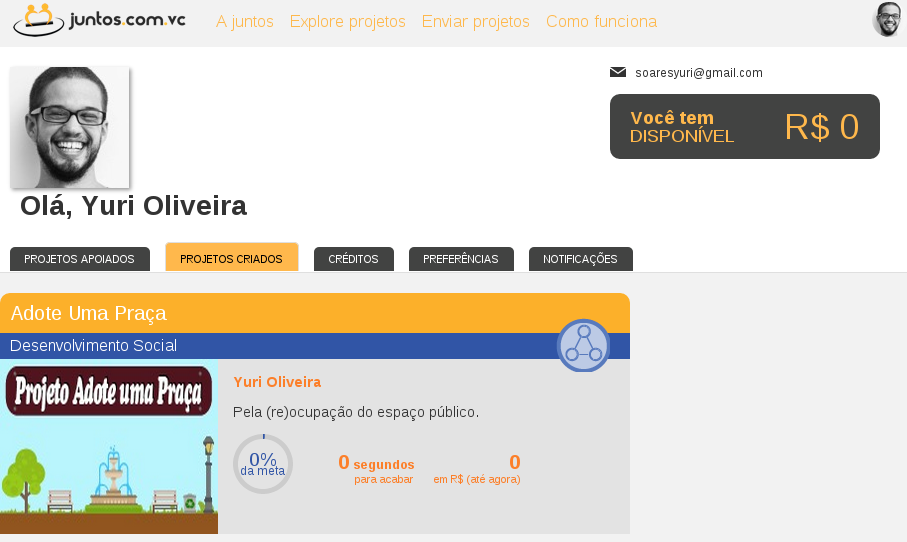 juntos.com.vc
A juntos Explore projetos Enviar projetos Como funciona
soaresyuri@gmail.com
Você tem
DISPONÍVEL
R$ 0
Olá, Yuri Oliveira
PROJETOS APOIADOS PROJETOS CRIADOS CRÉDITOS PREFERÊNCIAS NOTIFICAÇÕES
Adote Uma Praça
Desenvolvimento Social
Projeto Adote uma Praça
Yuri Oliveira
Pela (re)ocupação do espaço público.
0%
da meta
0 segundos
para acabar
0
em R$ (até agora)